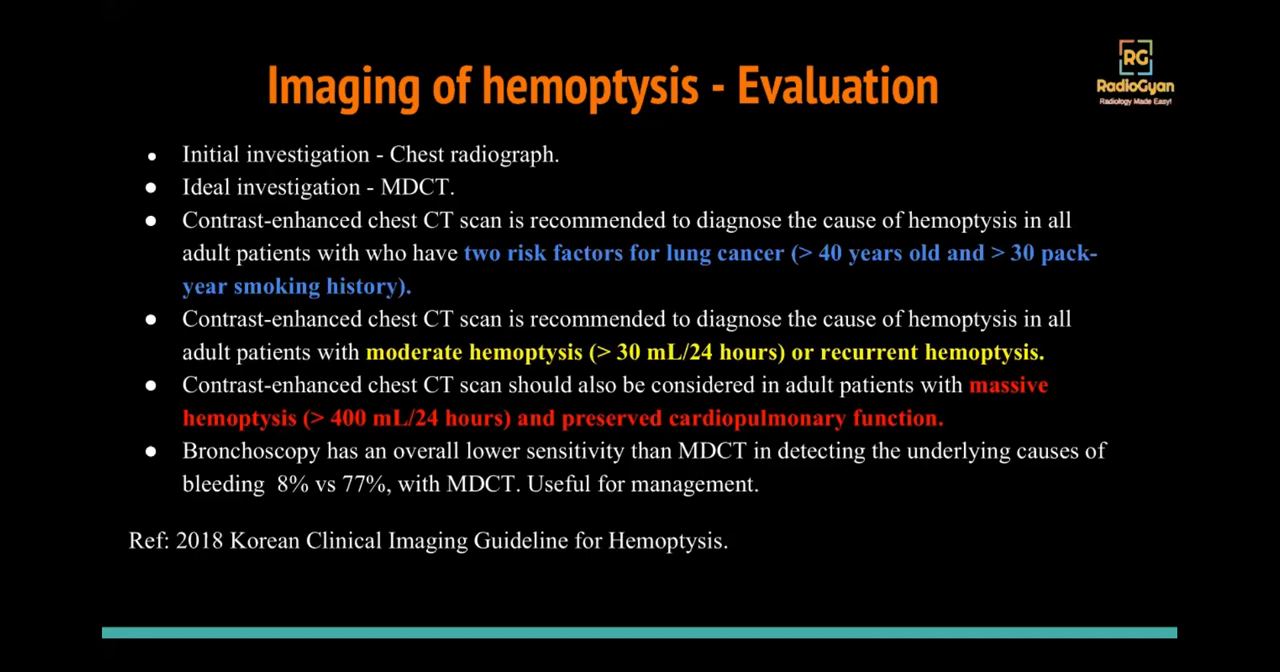 RG
RadioGyan
Radiology Made Easy!
Imaging of hemoptysis - Evaluation
● Initial investigation - Chest radiograph.
● Ideal investigation - MDCT.
● Contrast-enhanced chest CT scan is recommended to diagnose the cause of hemoptysis in all
adult patients with who have two risk factors for lung cancer (> 40 years old and > 30 pack-
year smoking history).
● Contrast-enhanced chest CT scan is recommended to diagnose the cause of hemoptysis in all
adult patients with moderate hemoptysis (> 30 mL/24 hours) or recurrent hemoptysis.
● Contrast-enhanced chest CT scan should also be considered in adult patients with massive
hemoptysis (> 400 mL/24 hours) and preserved cardiopulmonary function.
● Bronchoscopy has an overall lower sensitivity than MDCT in detecting the underlying causes of
bleeding 8% vs 77%, with MDCT. Useful for management.
Ref: 2018 Korean Clinical Imaging Guideline for Hemoptysis.